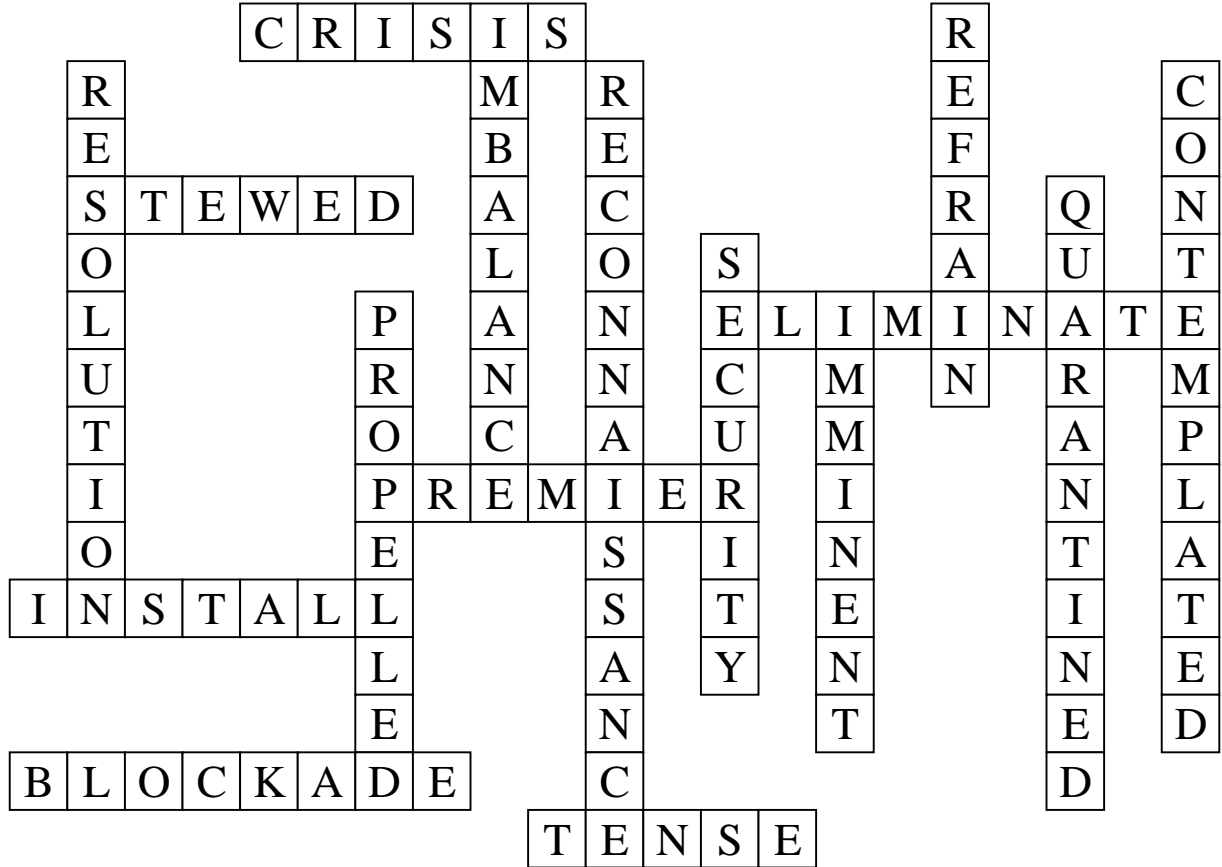 CRISIS
IMBALANCE
REFRAIN
RESOLUTION
RECONNAISSANCE
CONTEMPLATED
STEWED
QUARANTINED
SECURITY
PROPELLED
ELIMINATE
IMMINENT
PREMIER
INSTALL
BLOCKADE
TENSE